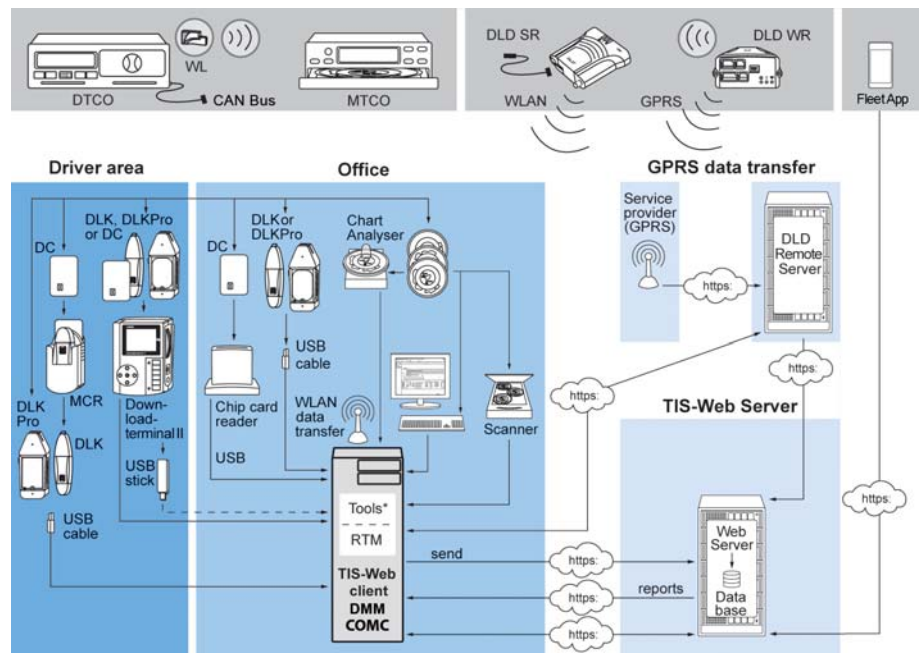 WL
DTCO
CAN Bus
MTCO
DLD SR
WLAN
GPRS
DLD WR
FleetApp
Driver area
Office
GPRS data transfer
DC
DLK, DLKPro
or DC
MCR
DLK
Pro
DLK
Down-
load-
terminal II
USB
stick
USB
cable
DC
DLK or
DLKPro
Chart
Analyser
USB
cable
Chip card
reader
USB
WLAN
data
transfer
Scanner
Tools*
RTM
TIS-Web
client
DMM
COMC
Service
provider
(GPRS)
https:
DLD
Remote
Server
https:
https:
TIS-Web Server
https:
Web
Server
Data
base
send
https:
reports
https:
https: